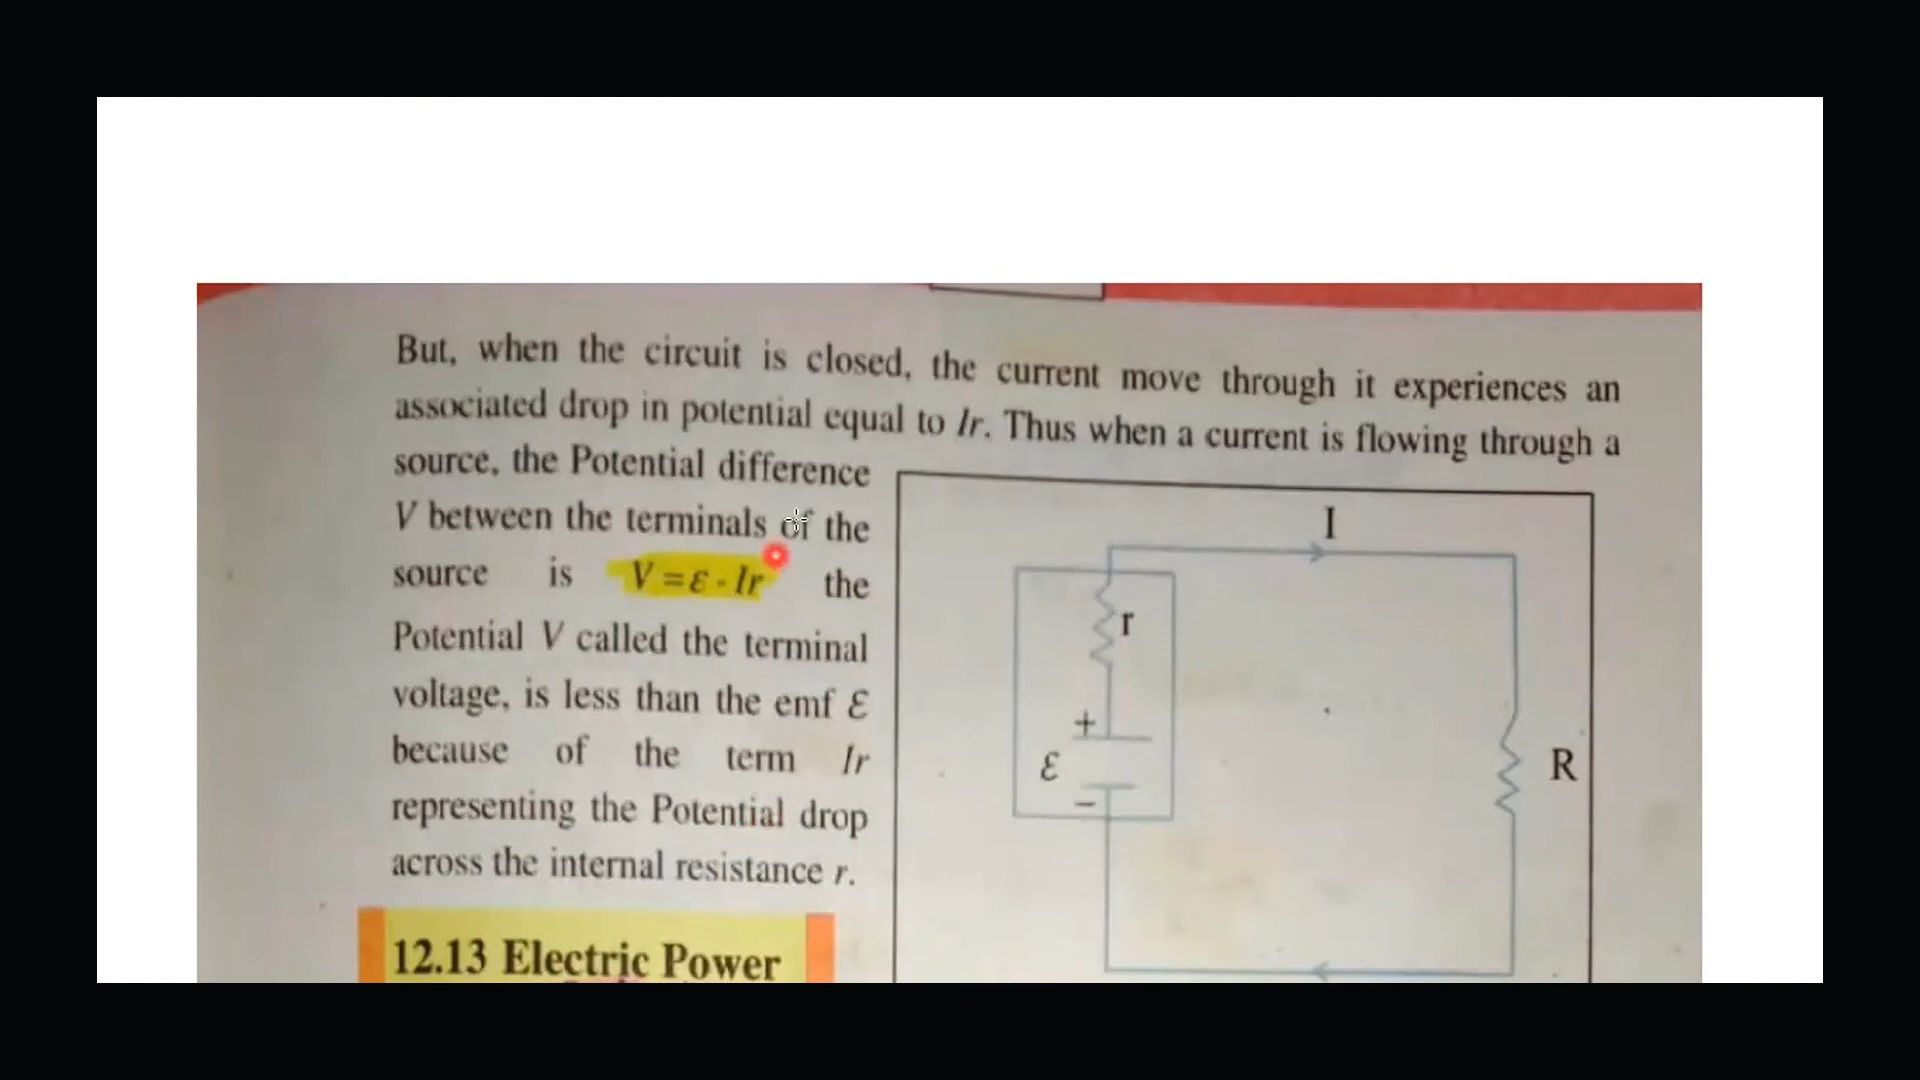 But, when the circuit is closed, the current move through it experiences an
associated drop in potential equal to Ir. Thus when a current is flowing through a
source, the Potential difference
V between the terminals of the
source is V = ε - Ir the
Potential V called the terminal
voltage, is less than the emf ε
because of the term Ir
representing the Potential drop
across the internal resistance r.
12.13 Electric Power
I
r
+
ε
−
R